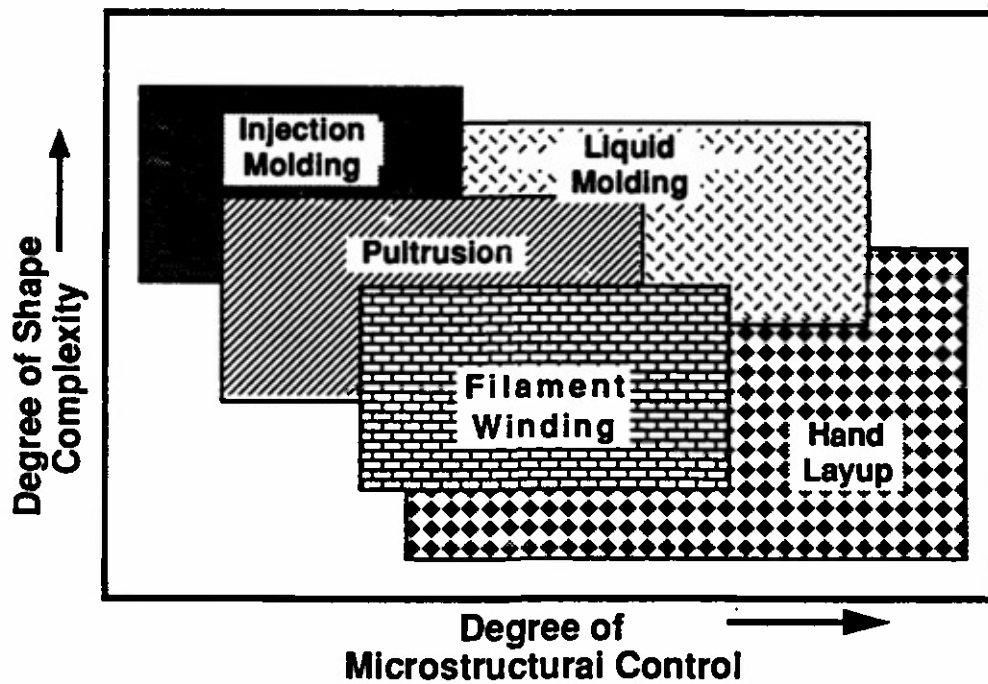 Injection
Molding
Liquid
Molding
Pultrusion
Filament
Winding
Hand
Layup
Degree of Shape
Complexity
Degree of
Microstructural Control